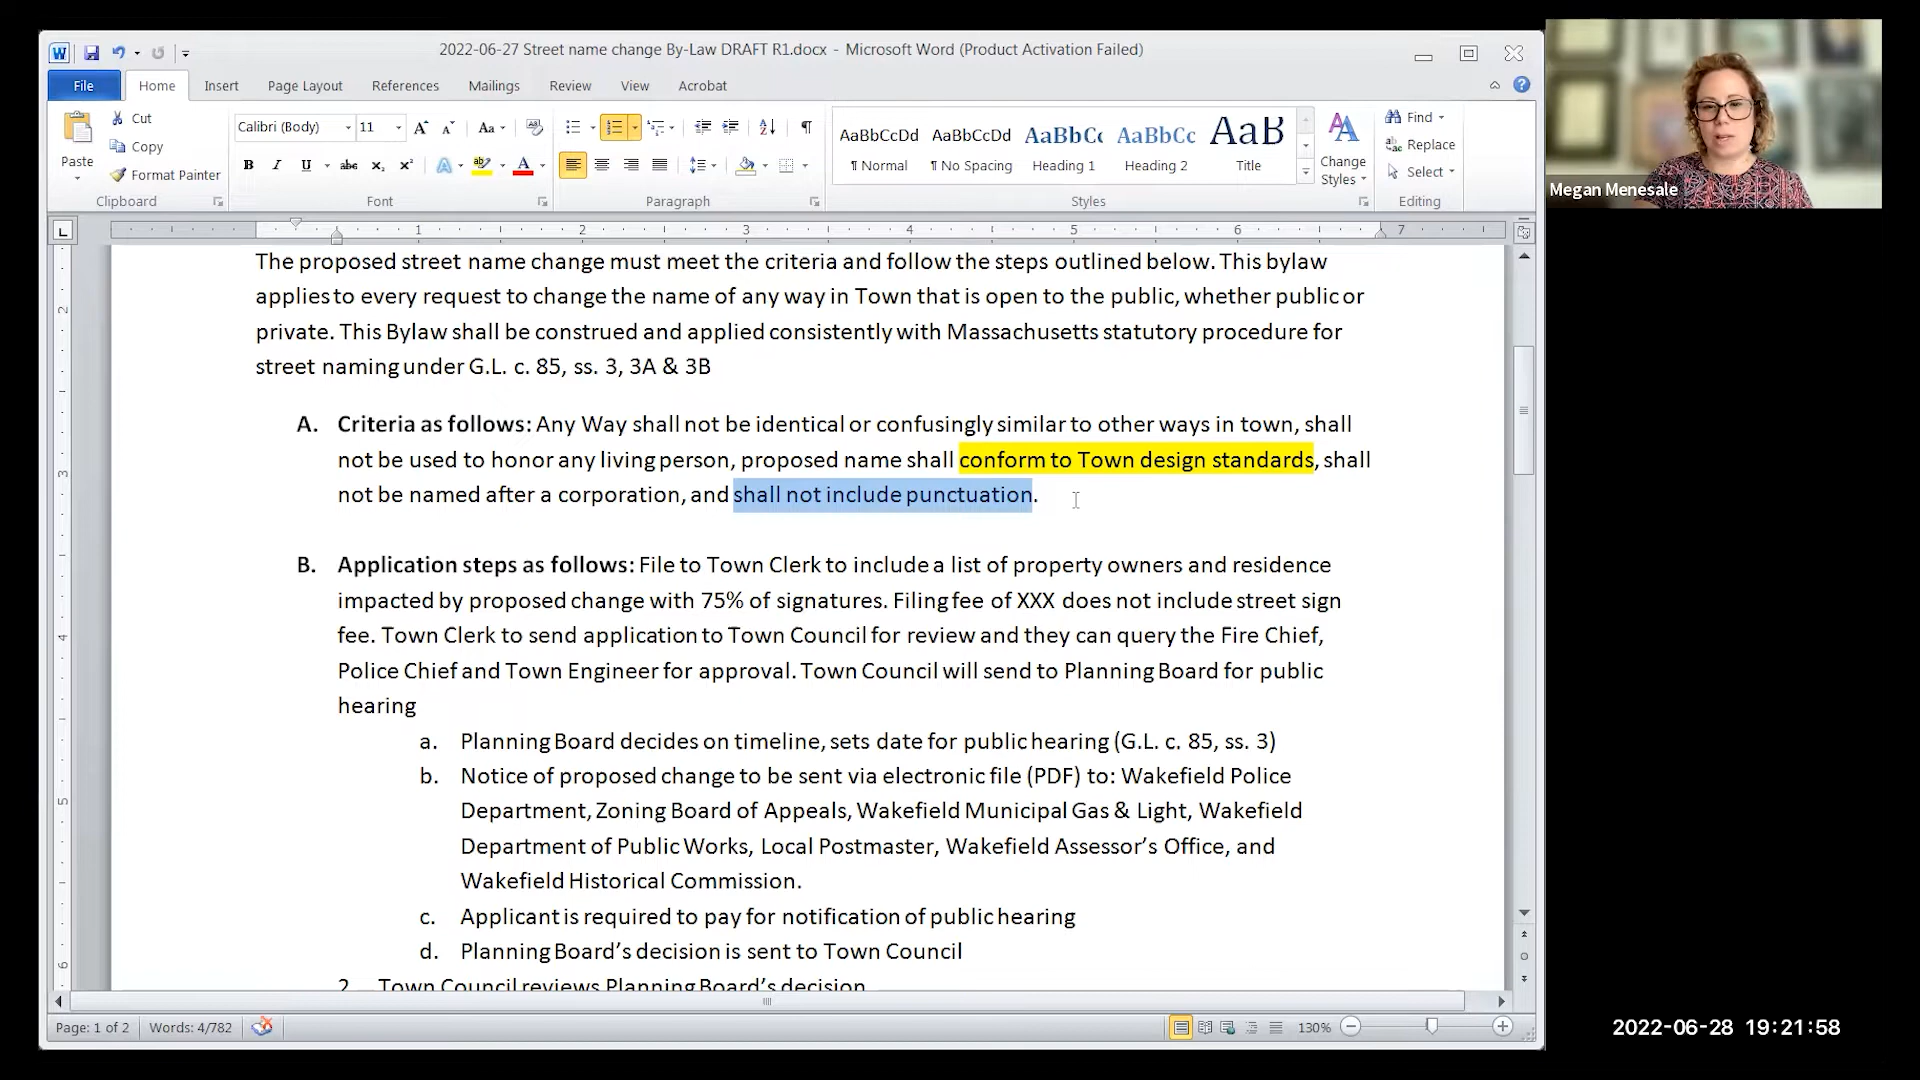 2022-06-27 Street name change By-Law DRAFT R1.docx - Microsoft Word (Product Activation Failed)
File Home Insert Page Layout References Mailings Review View Acrobat
Paste
Cut
Copy
Format Painter
Clipboard
Calibri (Body) 11
Font
Paragraph
AaBbCcDd AaBbCcDd AaBbCc AaBbCc AaB
¶ Normal ¶ No Spacing Heading 1 Heading 2 Title
Change
Styles
Styles
Find
Replace
Select
Editing
Megan Menesale
1 2 3 4 5 6 7
The proposed street name change must meet the criteria and follow the steps outlined below. This bylaw
applies to every request to change the name of any way in Town that is open to the public, whether public or
private. This Bylaw shall be construed and applied consistently with Massachusetts statutory procedure for
street naming under G.L. c. 85, ss. 3, 3A & 3B
A. Criteria as follows: Any Way shall not be identical or confusingly similar to other ways in town, shall
not be used to honor any living person, proposed name shall conform to Town design standards, shall
not be named after a corporation, and shall not include punctuation.
B. Application steps as follows: File to Town Clerk to include a list of property owners and residence
impacted by proposed change with 75% of signatures. Filing fee of XXX does not include street sign
fee. Town Clerk to send application to Town Council for review and they can query the Fire Chief,
Police Chief and Town Engineer for approval. Town Council will send to Planning Board for public
hearing
a. Planning Board decides on timeline, sets date for public hearing (G.L. c. 85, ss. 3)
b. Notice of proposed change to be sent via electronic file (PDF) to: Wakefield Police
Department, Zoning Board of Appeals, Wakefield Municipal Gas & Light, Wakefield
Department of Public Works, Local Postmaster, Wakefield Assessor’s Office, and
Wakefield Historical Commission.
c. Applicant is required to pay for notification of public hearing
d. Planning Board’s decision is sent to Town Council
2. Town Council reviews Planning Board’s decision
Page: 1 of 2 Words: 4/782 130%
2022-06-28 19:21:58